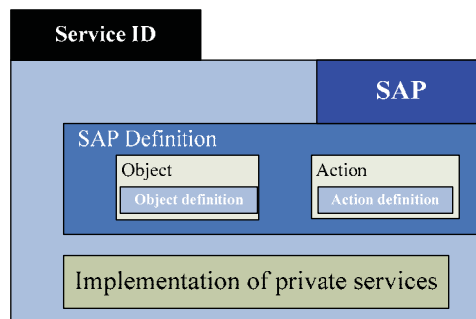 Service ID
SAP
SAP Definition
Object
Action
Object definition
Action definition
Implementation of private services